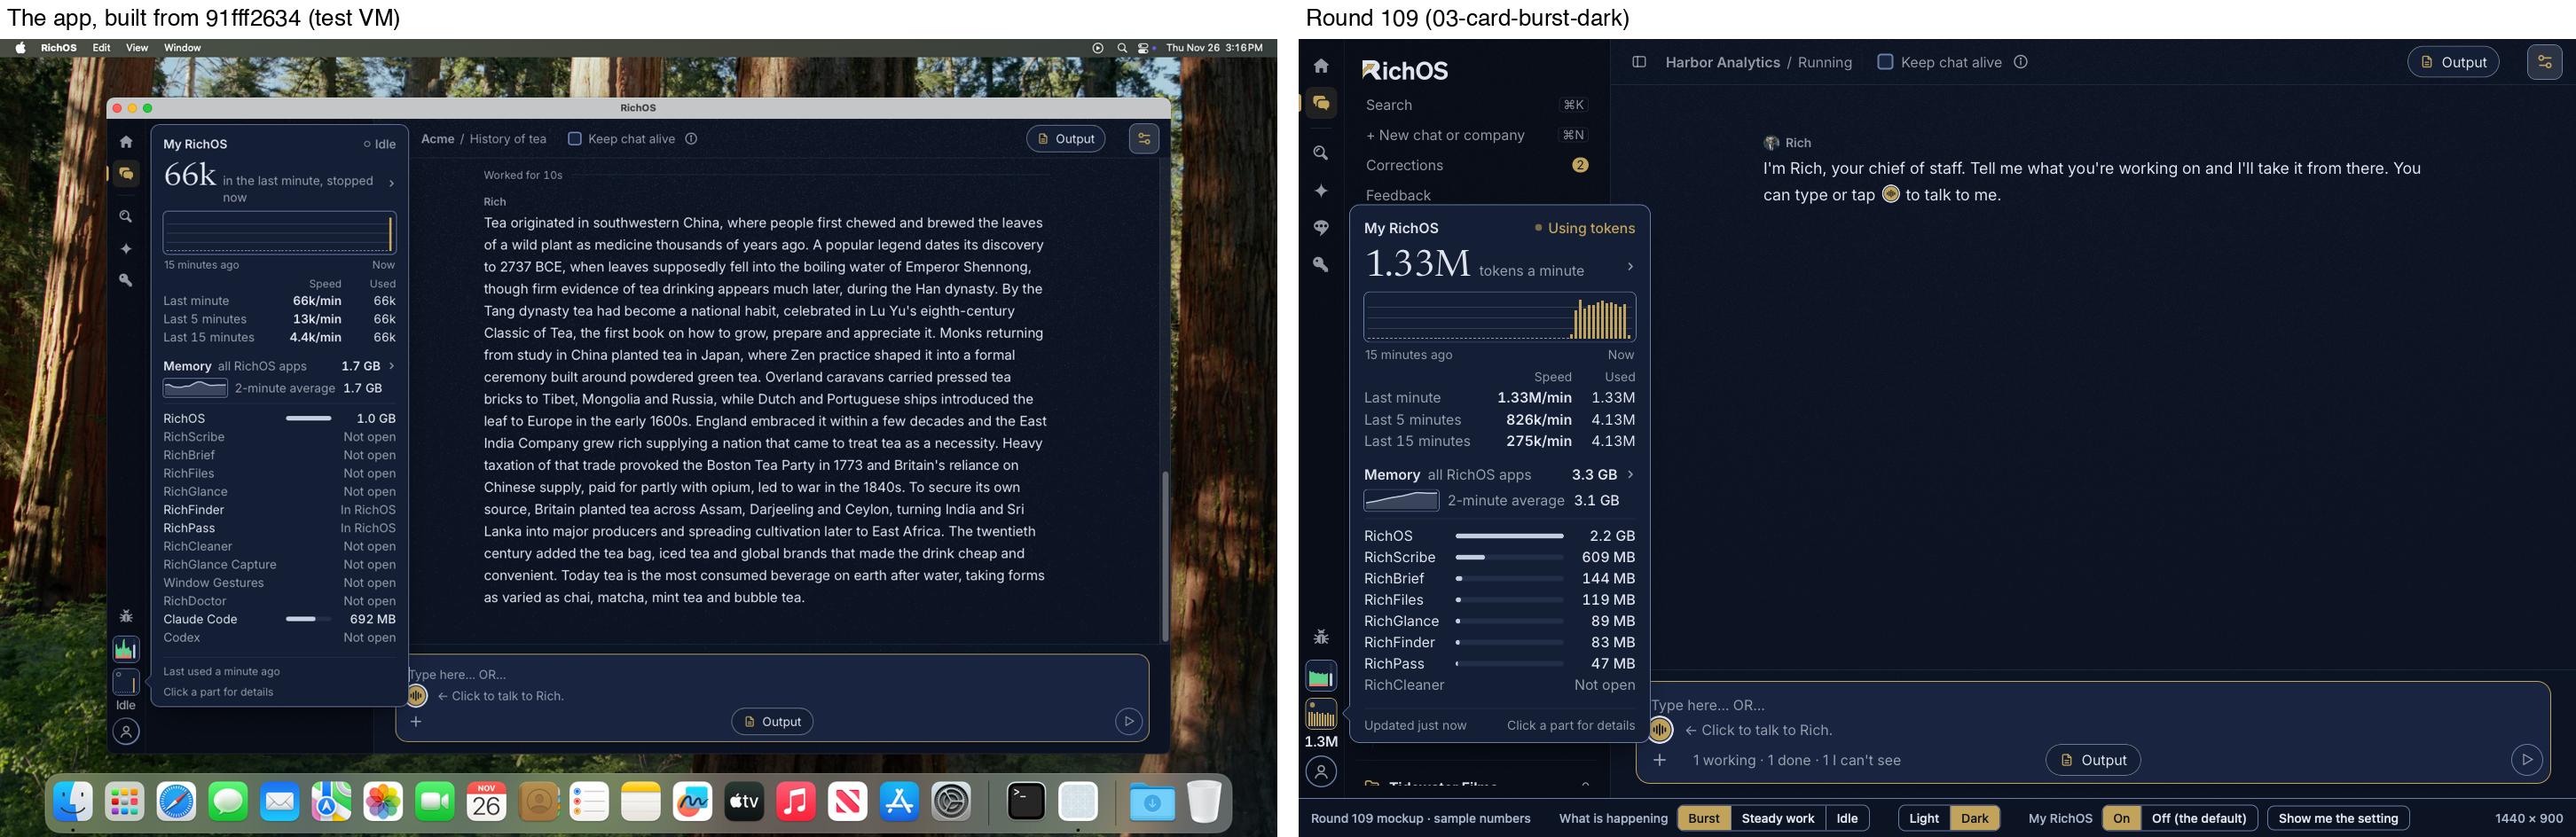 The app, built from 91fff2634 (test VM)
RichOS Edit View Window
Thu Nov 26 3:16 PM
RichOS
My RichOS
Idle
66k in the last minute, stopped now
15 minutes ago
Now
Speed Used
Last minute 66k/min 66k
Last 5 minutes 13k/min 66k
Last 15 minutes 4.4k/min 66k
Memory all RichOS apps 1.7 GB
2-minute average 1.7 GB
RichOS 1.0 GB
RichScribe Not open
RichBrief Not open
RichFiles Not open
RichGlance Not open
RichFinder In RichOS
RichPass In RichOS
RichCleaner Not open
RichGlance Capture Not open
Window Gestures Not open
RichDoctor Not open
Claude Code 692 MB
Codex Not open
Last used a minute ago
Click a part for details
Idle
Acme / History of tea
Keep chat alive
Output
Worked for 10s
Rich
Tea originated in southwestern China, where people first chewed and brewed the leaves
of a wild plant as medicine thousands of years ago. A popular legend dates its discovery
to 2737 BCE, when leaves supposedly fell into the boiling water of Emperor Shennong,
though firm evidence of tea drinking appears much later, during the Han dynasty. By the
Tang dynasty tea had become a national habit, celebrated in Lu Yu's eighth-century
Classic of Tea, the first book on how to grow, prepare and appreciate it. Monks returning
from study in China planted tea in Japan, where Zen practice shaped it into a formal
ceremony built around powdered green tea. Overland caravans carried pressed tea
bricks to Tibet, Mongolia and Russia, while Dutch and Portuguese ships introduced the
leaf to Europe in the early 1600s. England embraced it within a few decades and the East
India Company grew rich supplying a nation that came to treat tea as a necessity. Heavy
taxation of that trade provoked the Boston Tea Party in 1773 and Britain's reliance on
Chinese supply, paid for partly with opium, led to war in the 1840s. To secure its own
source, Britain planted tea across Assam, Darjeeling and Ceylon, turning India and Sri
Lanka into major producers and spreading cultivation later to East Africa. The twentieth
century added the tea bag, iced tea and global brands that made the drink cheap and
convenient. Today tea is the most consumed beverage on earth after water, taking forms
as varied as chai, matcha, mint tea and bubble tea.
Type here... OR...
← Click to talk to Rich.
Output
NOV
26
tv
Round 109 (03-card-burst-dark)
RichOS
Search ⌘K
+ New chat or company ⌘N
Corrections 2
Feedback
My RichOS
Using tokens
1.33M tokens a minute
15 minutes ago
Now
Speed Used
Last minute 1.33M/min 1.33M
Last 5 minutes 826k/min 4.13M
Last 15 minutes 275k/min 4.13M
Memory all RichOS apps 3.3 GB
2-minute average 3.1 GB
RichOS 2.2 GB
RichScribe 609 MB
RichBrief 144 MB
RichFiles 119 MB
RichGlance 89 MB
RichFinder 83 MB
RichPass 47 MB
RichCleaner Not open
Updated just now
Click a part for details
1.3M
Harbor Analytics / Running
Keep chat alive
Output
Rich
I'm Rich, your chief of staff. Tell me what you're working on and I'll take it from there. You
can type or tap to talk to me.
Type here... OR...
← Click to talk to Rich.
1 working · 1 done · 1 I can't see
Output
Round 109 mockup · sample numbers
What is happening Burst Steady work Idle
Light Dark
My RichOS On Off (the default)
Show me the setting
1440 × 900